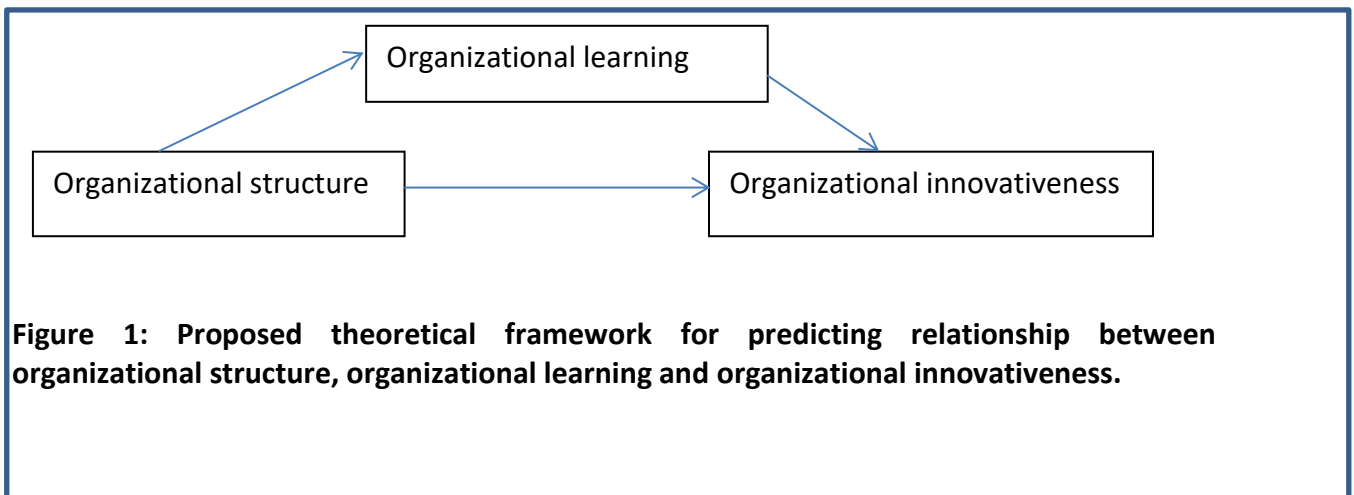 Organizational learning
Organizational structure
Organizational innovativeness
Figure 1: Proposed theoretical framework for predicting relationship between
organizational structure, organizational learning and organizational innovativeness.